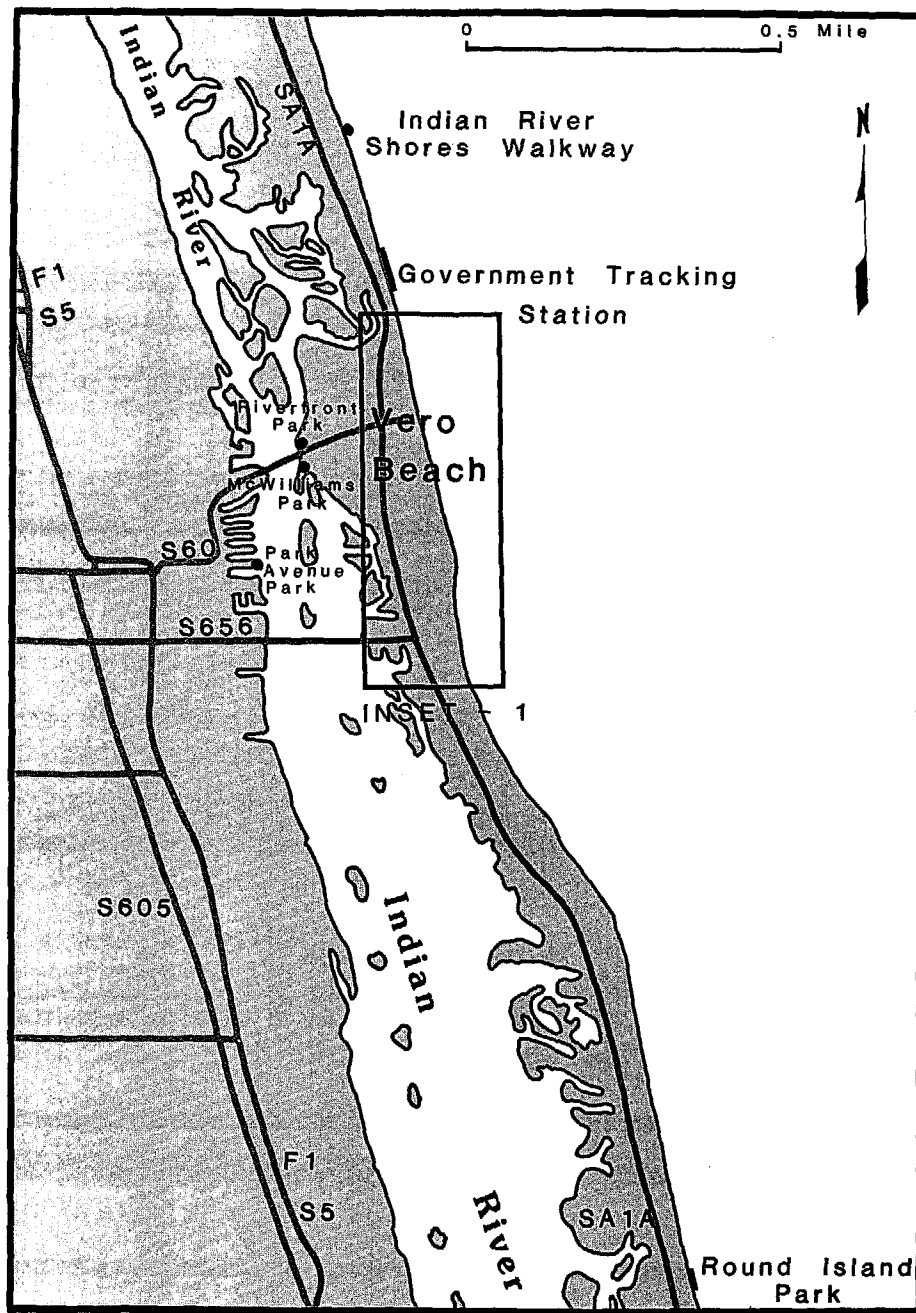 0 0.5 Mile
Indian
River
SA1A
Indian River
Shores Walkway
N
Government Tracking
Station
F1
S5
Riverfront
Park
Vero
Beach
McWilliams
Park
S60
Park
Avenue
Park
S656
INSET - 1
S605
Indian
River
F1
S5
SA1A
Round Island
Park